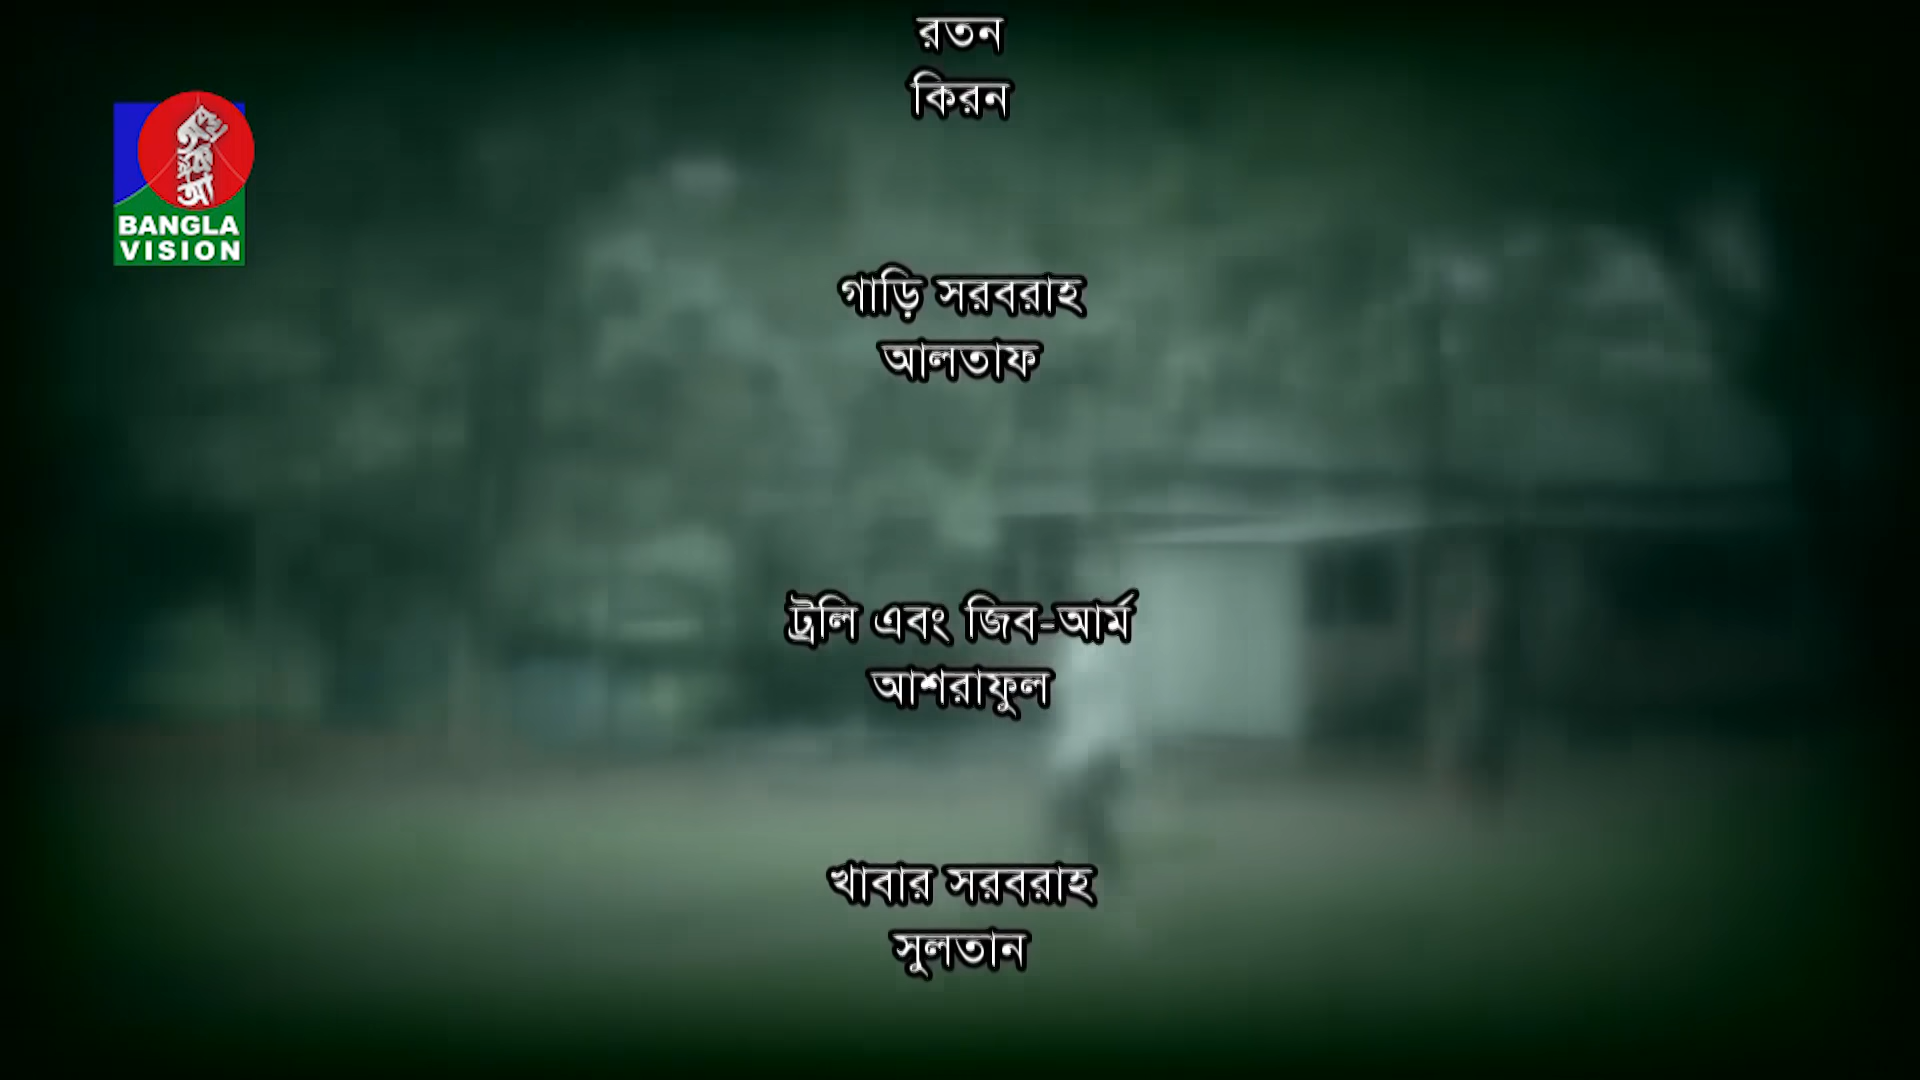 রতন
কিরন
BANGLA
VISION
গাড়ি সরবরাহ
আলতাফ
ট্রলি এবং জিব-আর্ম
আশরাফুল
খাবার সরবরাহ
সুলতান